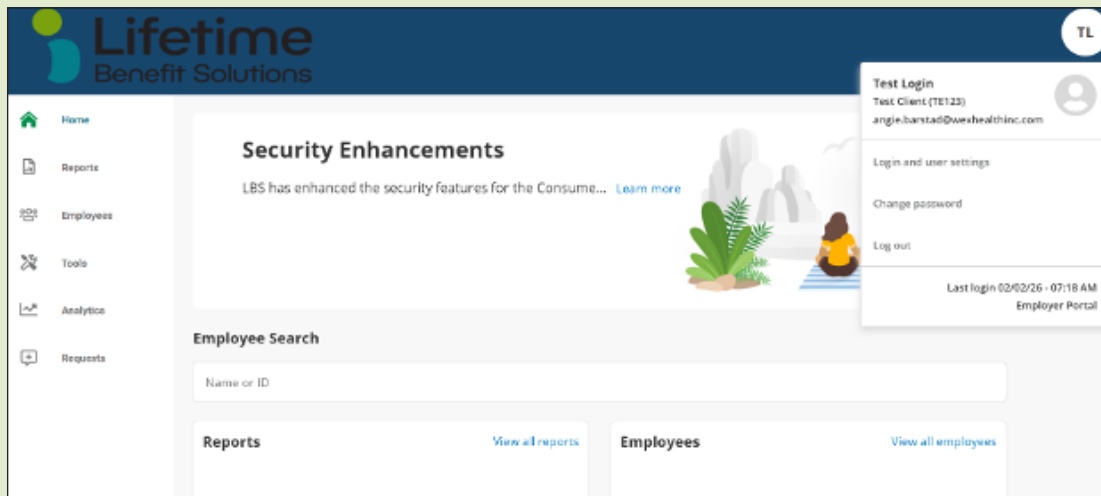 Lifetime
Benefit Solutions
TL
Test Login
Test Client (TE123)
angie.barstad@wexhealthinc.com
Login and user settings
Change password
Log out
Last login 02/02/26 - 07:18 AM
Employer Portal
Home
Reports
Employees
Tools
Analytics
Requests
Security Enhancements
LBS has enhanced the security features for the Consume... Learn more
Employee Search
Name or ID
Reports View all reports
Employees View all employees